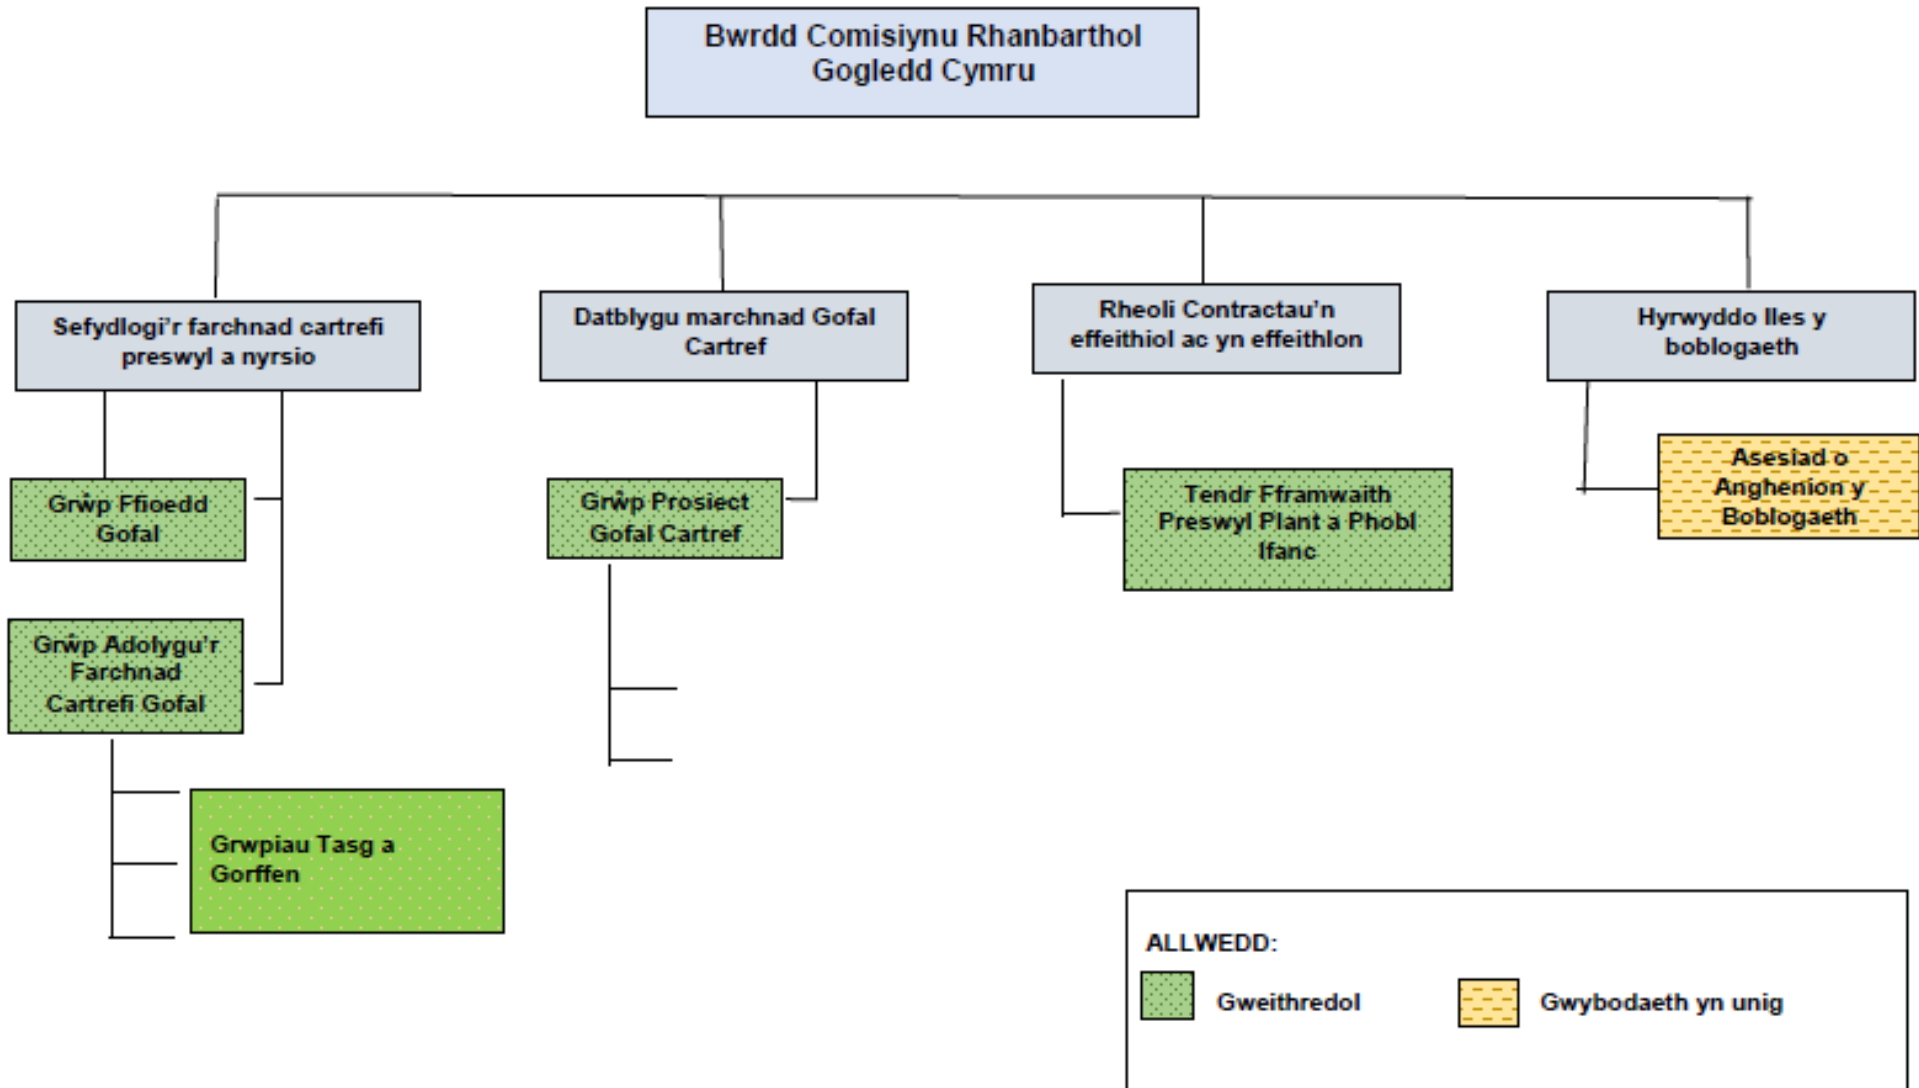 Bwrdd Comisiynu Rhanbarthol
Gogledd Cymru
Sefydlogi’r farchnad cartrefi
preswyl a nyrsio
Datblygu marchnad Gofal
Cartref
Rheoli Contractau’n
effeithiol ac yn effeithlon
Hyrwyddo lles y
boblogaeth
Grŵp Ffioedd
Gofal
Grŵp Prosiect
Gofal Cartref
Tendr Fframwaith
Preswyl Plant a Phobl
Ifanc
Asesiad o
Anghenion y
Boblogaeth
Grŵp Adolygu’r
Farchnad
Cartrefi Gofal
Grwpiau Tasg a
Gorffen
ALLWEDD:
Gweithredol
Gwybodaeth yn unig